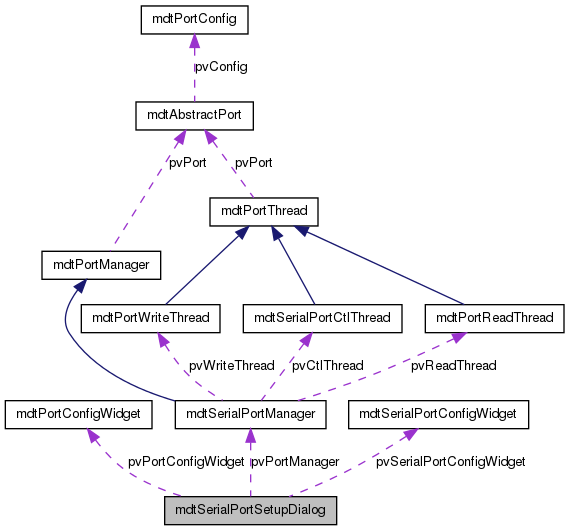 mdtPortConfig
pvConfig
mdtAbstractPort
pvPort
pvPort
mdtPortThread
mdtPortManager
mdtPortWriteThread
mdtSerialPortCtlThread
mdtPortReadThread
pvWriteThread
pvCtlThread
pvReadThread
mdtPortConfigWidget
mdtSerialPortManager
mdtSerialPortConfigWidget
pvPortConfigWidget
pvPortManager
pvSerialPortConfigWidget
mdtSerialPortSetupDialog